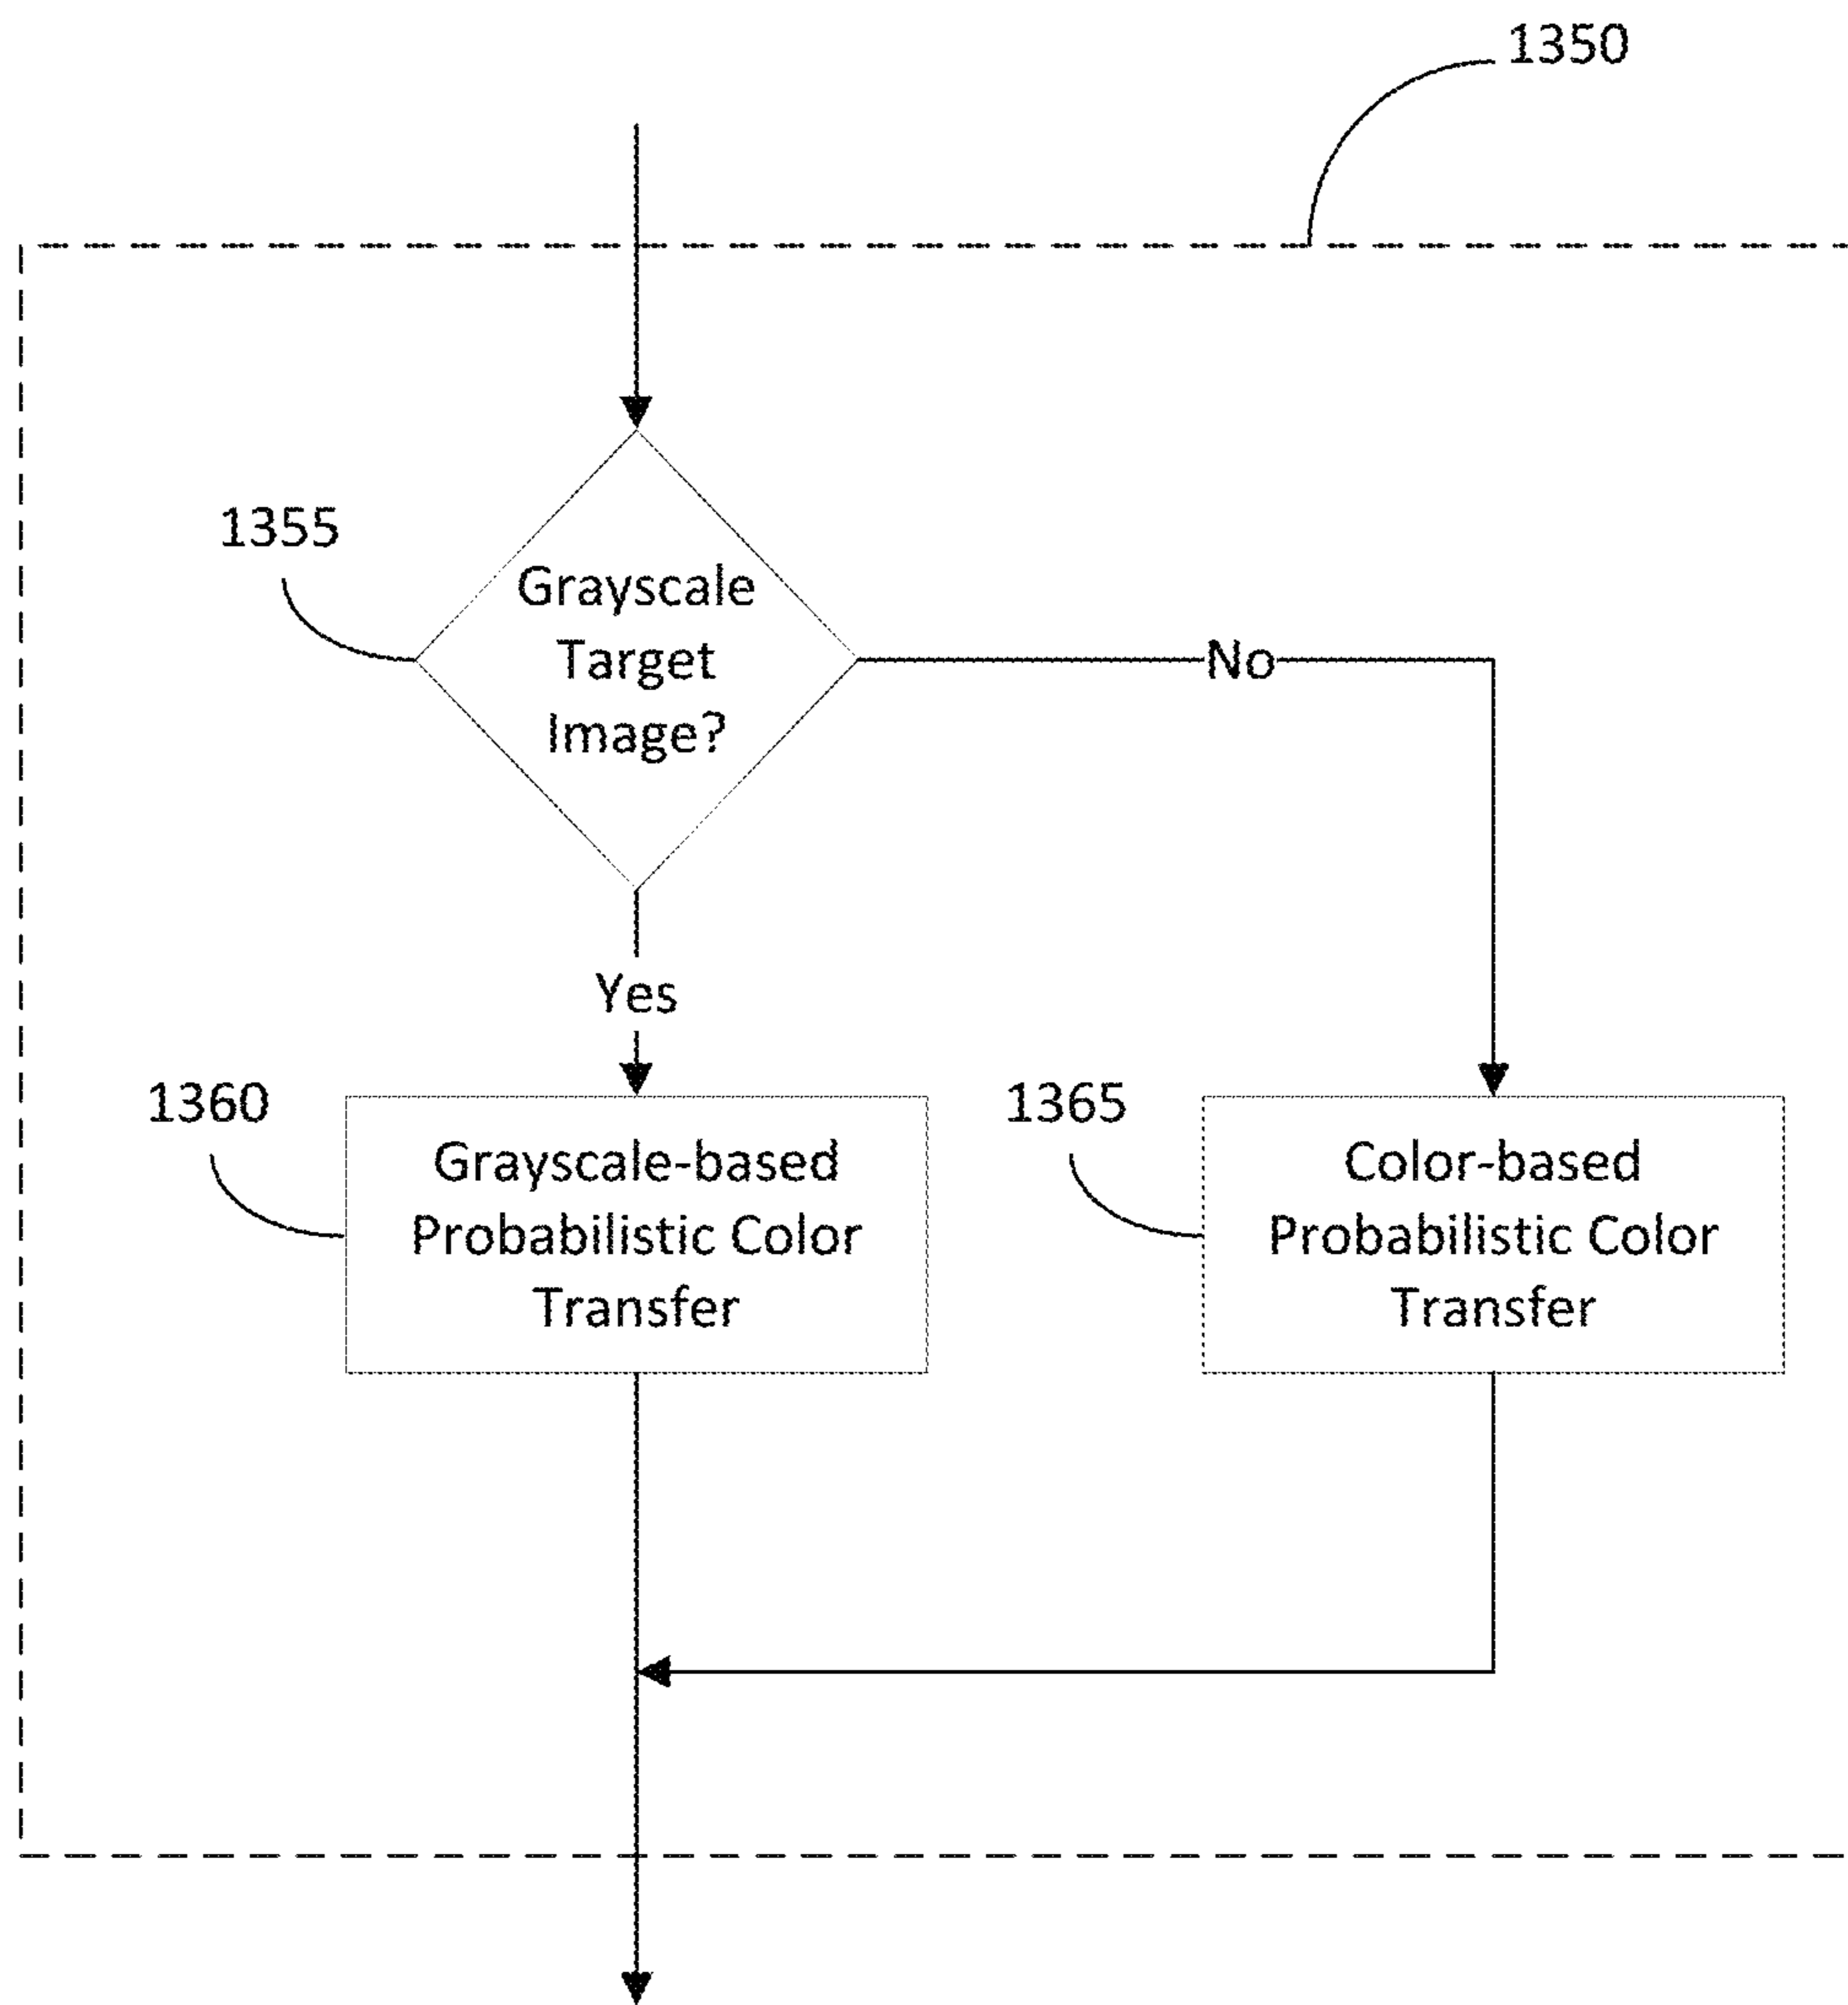 1350
1355
Grayscale
Target
Image?
No
Yes
1360
Grayscale-based
Probabilistic Color
Transfer
1365
Color-based
Probabilistic Color
Transfer